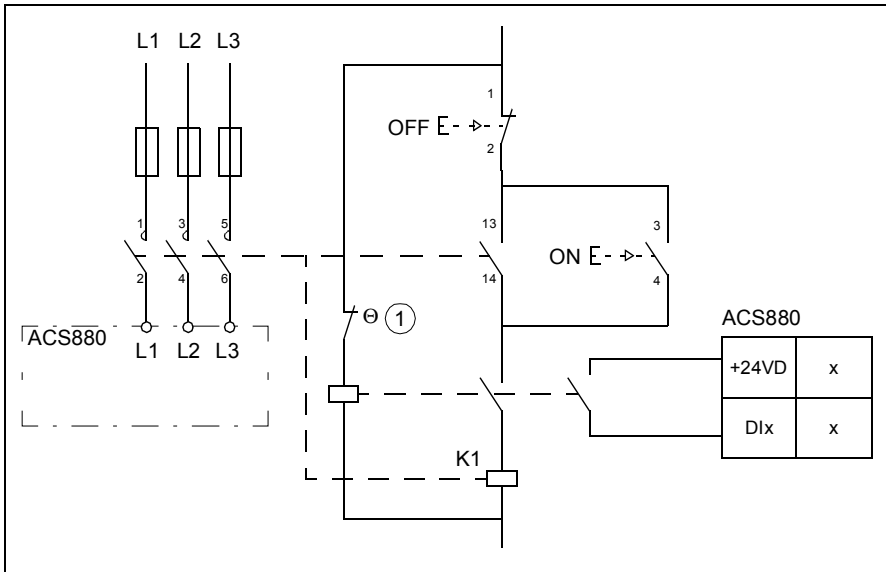 L1 L2 L3
1
OFF
2
1 3 5
13
3
ON
2 4 6
14
4
Θ 1
ACS880
L1 L2 L3
ACS880
+24VD x
DIx x
K1